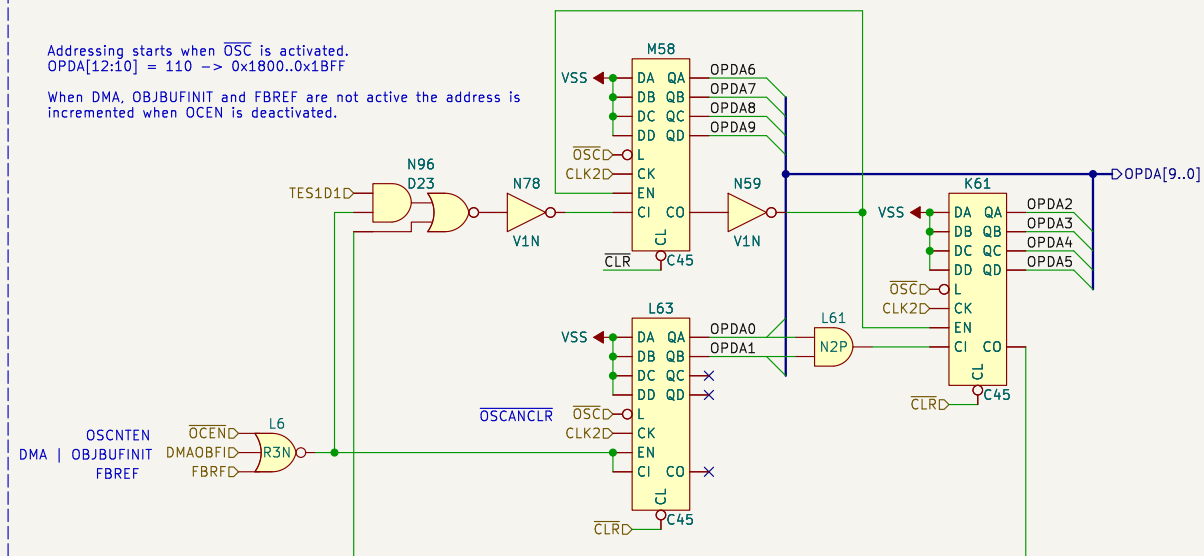 Addressing starts when OSC is activated.
OPDA[12:10] = 110 -> 0x1800..0x1BFF
When DMA, OBJBUFINIT and FBREF are not active the address is
incremented when OCEN is deactivated.
M58
VSS
DA QA
OPDA6
DB QB
OPDA7
DC QC
OPDA8
DD QD
OPDA9
OSC
L
CLK2
CK
EN
CI CO
CL
CLR
C45
N96
D23
TES1D1
N78
V1N
N59
V1N
OPDA[9..0]
K61
VSS
DA QA
OPDA2
DB QB
OPDA3
DC QC
OPDA4
DD QD
OPDA5
OSC
L
CLK2
CK
EN
CI CO
CL
CLR
C45
L63
VSS
DA QA
OPDA0
DB QB
OPDA1
DC QC
DD QD
L61
N2P
OSCANCLR
OSC
L
CLK2
CK
EN
CI CO
CL
CLR
C45
L6
OSCNTEN
OCEN
DMA | OBJBUFINIT
DMAOBFI
R3N
FBREF
FBRF